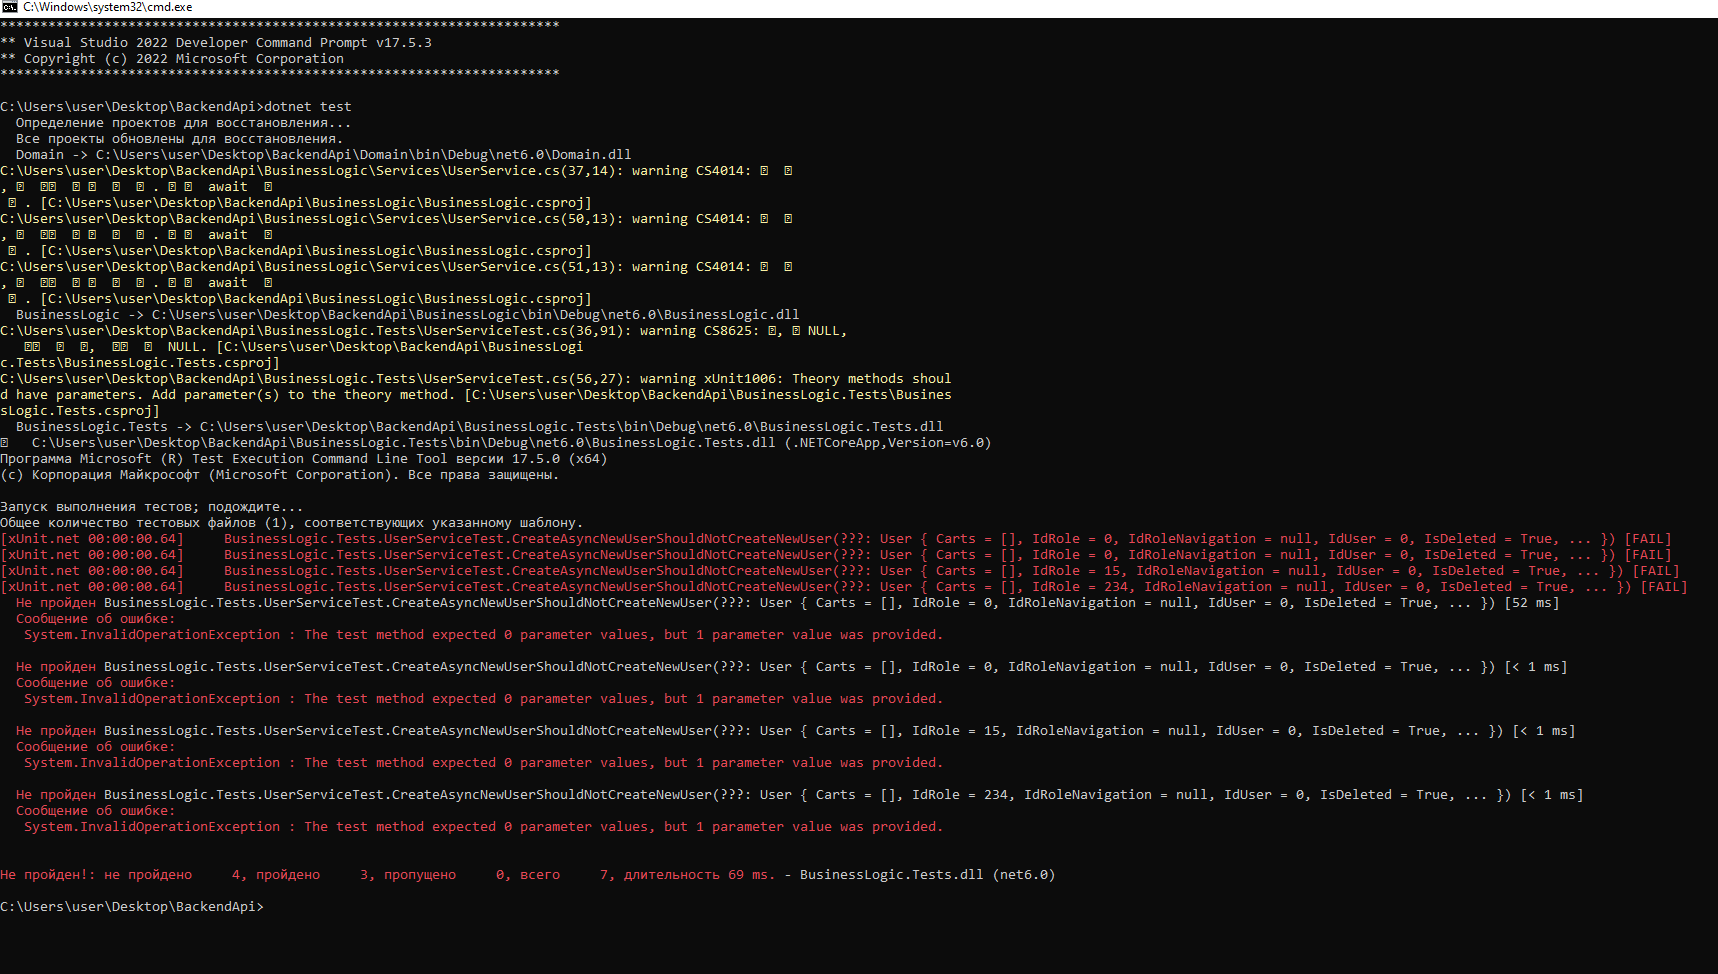 C:\Windows\system32\cmd.exe
**********************************************************************
** Visual Studio 2022 Developer Command Prompt v17.5.3
** Copyright (c) 2022 Microsoft Corporation
**********************************************************************
C:\Users\user\Desktop\BackendApi>dotnet test
Определение проектов для восстановления...
Все проекты обновлены для восстановления.
Domain -> C:\Users\user\Desktop\BackendApi\Domain\bin\Debug\net6.0\Domain.dll
C:\Users\user\Desktop\BackendApi\BusinessLogic\Services\UserService.cs(37,14): warning CS4014:
, . await
. [C:\Users\user\Desktop\BackendApi\BusinessLogic\BusinessLogic.csproj]
C:\Users\user\Desktop\BackendApi\BusinessLogic\Services\UserService.cs(50,13): warning CS4014:
, . await
. [C:\Users\user\Desktop\BackendApi\BusinessLogic\BusinessLogic.csproj]
C:\Users\user\Desktop\BackendApi\BusinessLogic\Services\UserService.cs(51,13): warning CS4014:
, . await
. [C:\Users\user\Desktop\BackendApi\BusinessLogic\BusinessLogic.csproj]
BusinessLogic -> C:\Users\user\Desktop\BackendApi\BusinessLogic\bin\Debug\net6.0\BusinessLogic.dll
C:\Users\user\Desktop\BackendApi\BusinessLogic.Tests\UserServiceTest.cs(36,91): warning CS8625: , NULL,
, NULL. [C:\Users\user\Desktop\BackendApi\BusinessLogi
c.Tests\BusinessLogic.Tests.csproj]
C:\Users\user\Desktop\BackendApi\BusinessLogic.Tests\UserServiceTest.cs(56,27): warning xUnit1006: Theory methods shoul
d have parameters. Add parameter(s) to the theory method. [C:\Users\user\Desktop\BackendApi\BusinessLogic.Tests\Busines
sLogic.Tests.csproj]
BusinessLogic.Tests -> C:\Users\user\Desktop\BackendApi\BusinessLogic.Tests\bin\Debug\net6.0\BusinessLogic.Tests.dll
C:\Users\user\Desktop\BackendApi\BusinessLogic.Tests\bin\Debug\net6.0\BusinessLogic.Tests.dll (.NETCoreApp,Version=v6.0)
Программа Microsoft (R) Test Execution Command Line Tool версии 17.5.0 (x64)
(c) Корпорация Майкрософт (Microsoft Corporation). Все права защищены.
Запуск выполнения тестов; подождите...
Общее количество тестовых файлов (1), соответствующих указанному шаблону.
[xUnit.net 00:00:00.64] BusinessLogic.Tests.UserServiceTest.CreateAsyncNewUserShouldNotCreateNewUser(???: User { Carts = [], IdRole = 0, IdRoleNavigation = null, IdUser = 0, IsDeleted = True, ... }) [FAIL]
[xUnit.net 00:00:00.64] BusinessLogic.Tests.UserServiceTest.CreateAsyncNewUserShouldNotCreateNewUser(???: User { Carts = [], IdRole = 0, IdRoleNavigation = null, IdUser = 0, IsDeleted = True, ... }) [FAIL]
[xUnit.net 00:00:00.64] BusinessLogic.Tests.UserServiceTest.CreateAsyncNewUserShouldNotCreateNewUser(???: User { Carts = [], IdRole = 15, IdRoleNavigation = null, IdUser = 0, IsDeleted = True, ... }) [FAIL]
[xUnit.net 00:00:00.64] BusinessLogic.Tests.UserServiceTest.CreateAsyncNewUserShouldNotCreateNewUser(???: User { Carts = [], IdRole = 234, IdRoleNavigation = null, IdUser = 0, IsDeleted = True, ... }) [FAIL]
Не пройден BusinessLogic.Tests.UserServiceTest.CreateAsyncNewUserShouldNotCreateNewUser(???: User { Carts = [], IdRole = 0, IdRoleNavigation = null, IdUser = 0, IsDeleted = True, ... }) [52 ms]
Сообщение об ошибке:
System.InvalidOperationException : The test method expected 0 parameter values, but 1 parameter value was provided.
Не пройден BusinessLogic.Tests.UserServiceTest.CreateAsyncNewUserShouldNotCreateNewUser(???: User { Carts = [], IdRole = 0, IdRoleNavigation = null, IdUser = 0, IsDeleted = True, ... }) [< 1 ms]
Сообщение об ошибке:
System.InvalidOperationException : The test method expected 0 parameter values, but 1 parameter value was provided.
Не пройден BusinessLogic.Tests.UserServiceTest.CreateAsyncNewUserShouldNotCreateNewUser(???: User { Carts = [], IdRole = 15, IdRoleNavigation = null, IdUser = 0, IsDeleted = True, ... }) [< 1 ms]
Сообщение об ошибке:
System.InvalidOperationException : The test method expected 0 parameter values, but 1 parameter value was provided.
Не пройден BusinessLogic.Tests.UserServiceTest.CreateAsyncNewUserShouldNotCreateNewUser(???: User { Carts = [], IdRole = 234, IdRoleNavigation = null, IdUser = 0, IsDeleted = True, ... }) [< 1 ms]
Сообщение об ошибке:
System.InvalidOperationException : The test method expected 0 parameter values, but 1 parameter value was provided.
Не пройден!: не пройдено 4, пройдено 3, пропущено 0, всего 7, длительность 69 ms. - BusinessLogic.Tests.dll (net6.0)
C:\Users\user\Desktop\BackendApi>